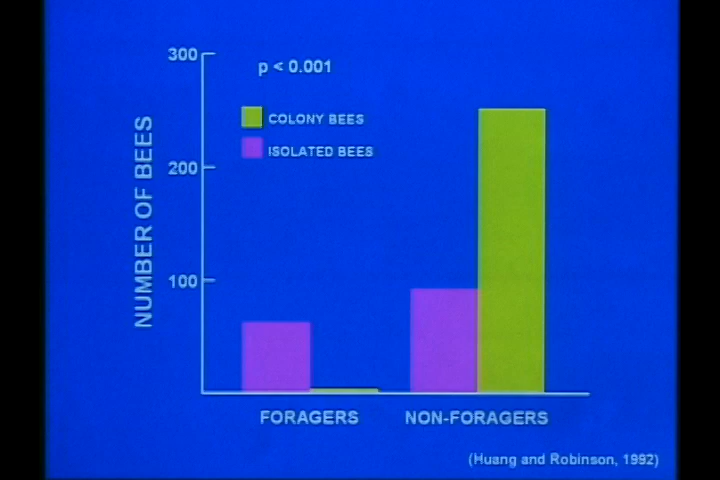 300
p < 0.001
COLONY BEES
ISOLATED BEES
200
100
NUMBER OF BEES
FORAGERS
NON-FORAGERS
(Huang and Robinson, 1992)